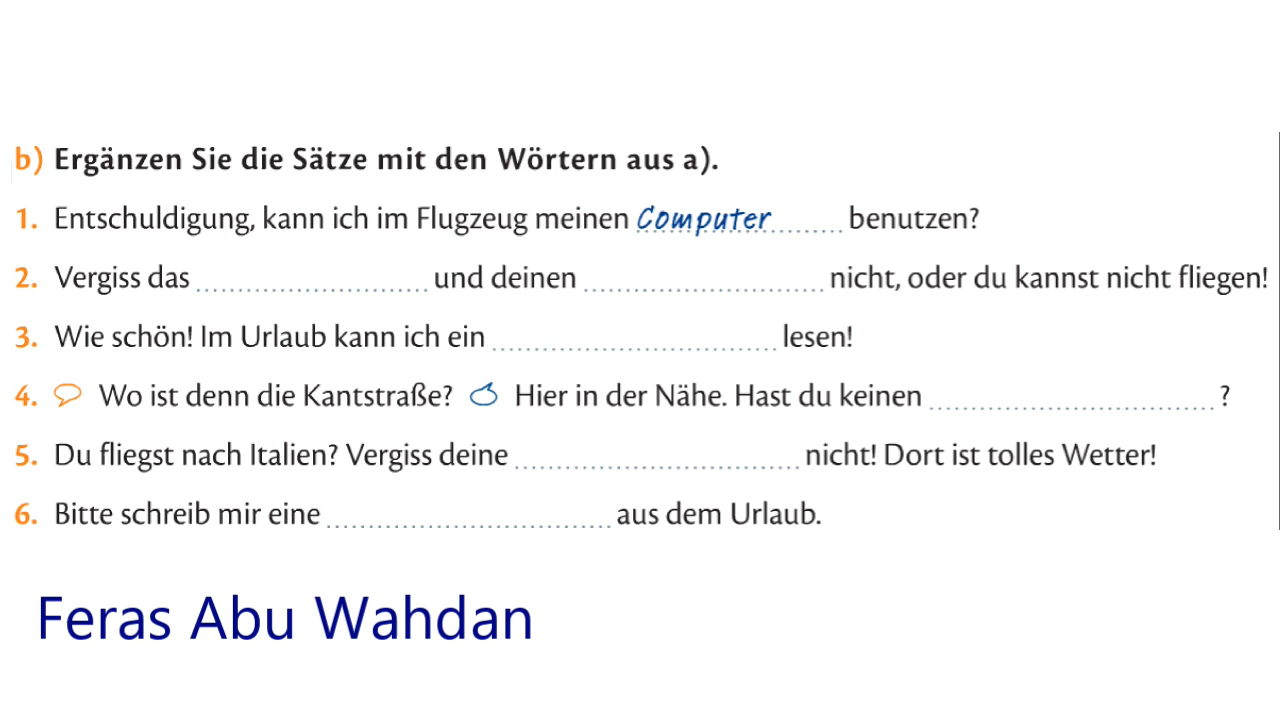 b) Ergänzen Sie die Sätze mit den Wörtern aus a).
1. Entschuldigung, kann ich im Flugzeug meinen Computer benutzen?
2. Vergiss das ........................ und deinen ........................ nicht, oder du kannst nicht fliegen!
3. Wie schön! Im Urlaub kann ich ein ........................ lesen!
4. Wo ist denn die Kantstraße? Hier in der Nähe. Hast du keinen ........................ ?
5. Du fliegst nach Italien? Vergiss deine ........................ nicht! Dort ist tolles Wetter!
6. Bitte schreib mir eine ........................ aus dem Urlaub.
Feras Abu Wahdan